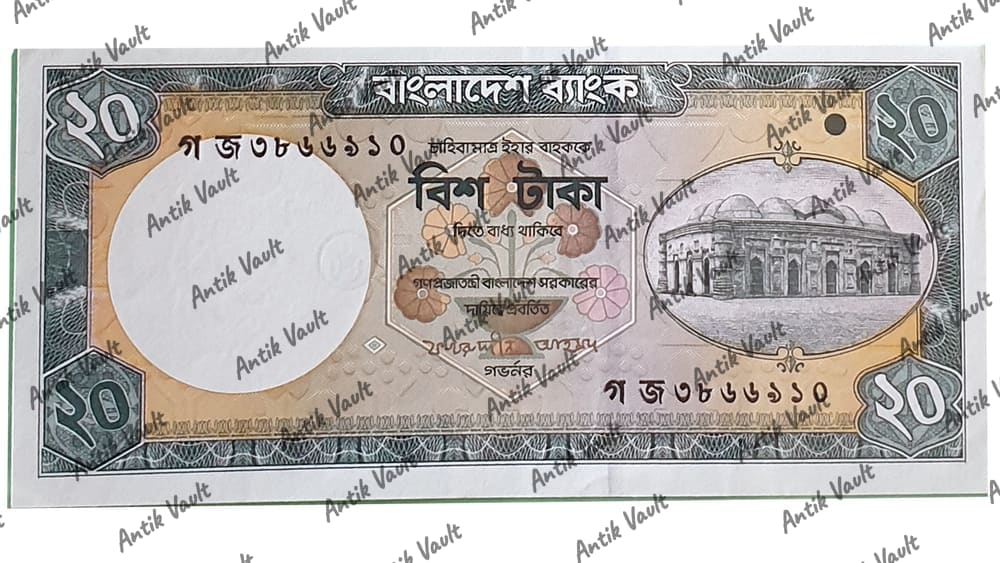 বাংলাদেশ ব্যাংক
২০
২০
গ জ ৩৮৬৬৯১০
চাহিবামাত্র ইহার বাহককে
বিশ টাকা
দিতে বাধ্য থাকিবে
গণপ্রজাতন্ত্রী বাংলাদেশ সরকারের
দায়িত্বে প্রবর্তিত
গভর্নর
গ জ ৩৮৬৬৯১০
২০
২০
Antik Vault